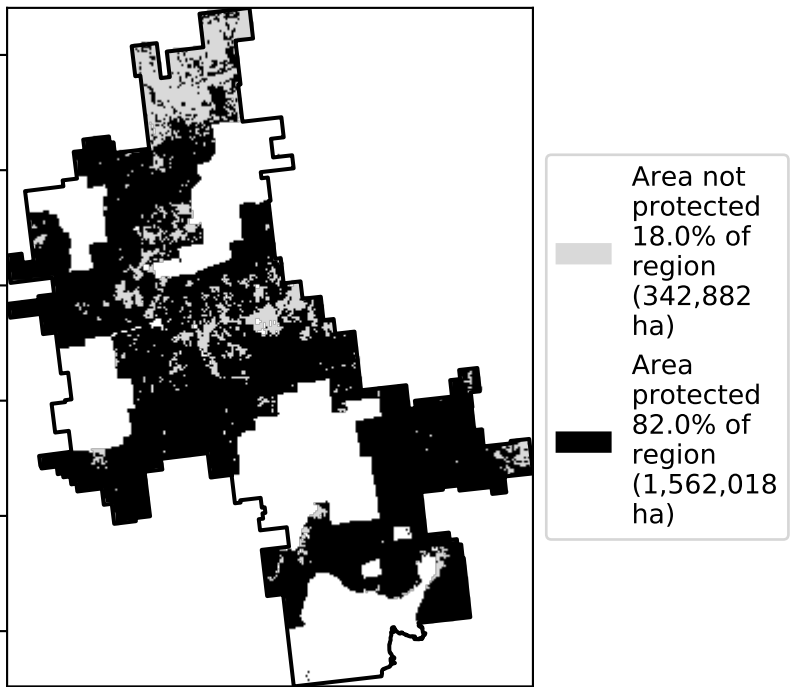 Area not
protected
18.0% of
region
(342,882
ha)
Area
protected
82.0% of
region
(1,562,018
ha)